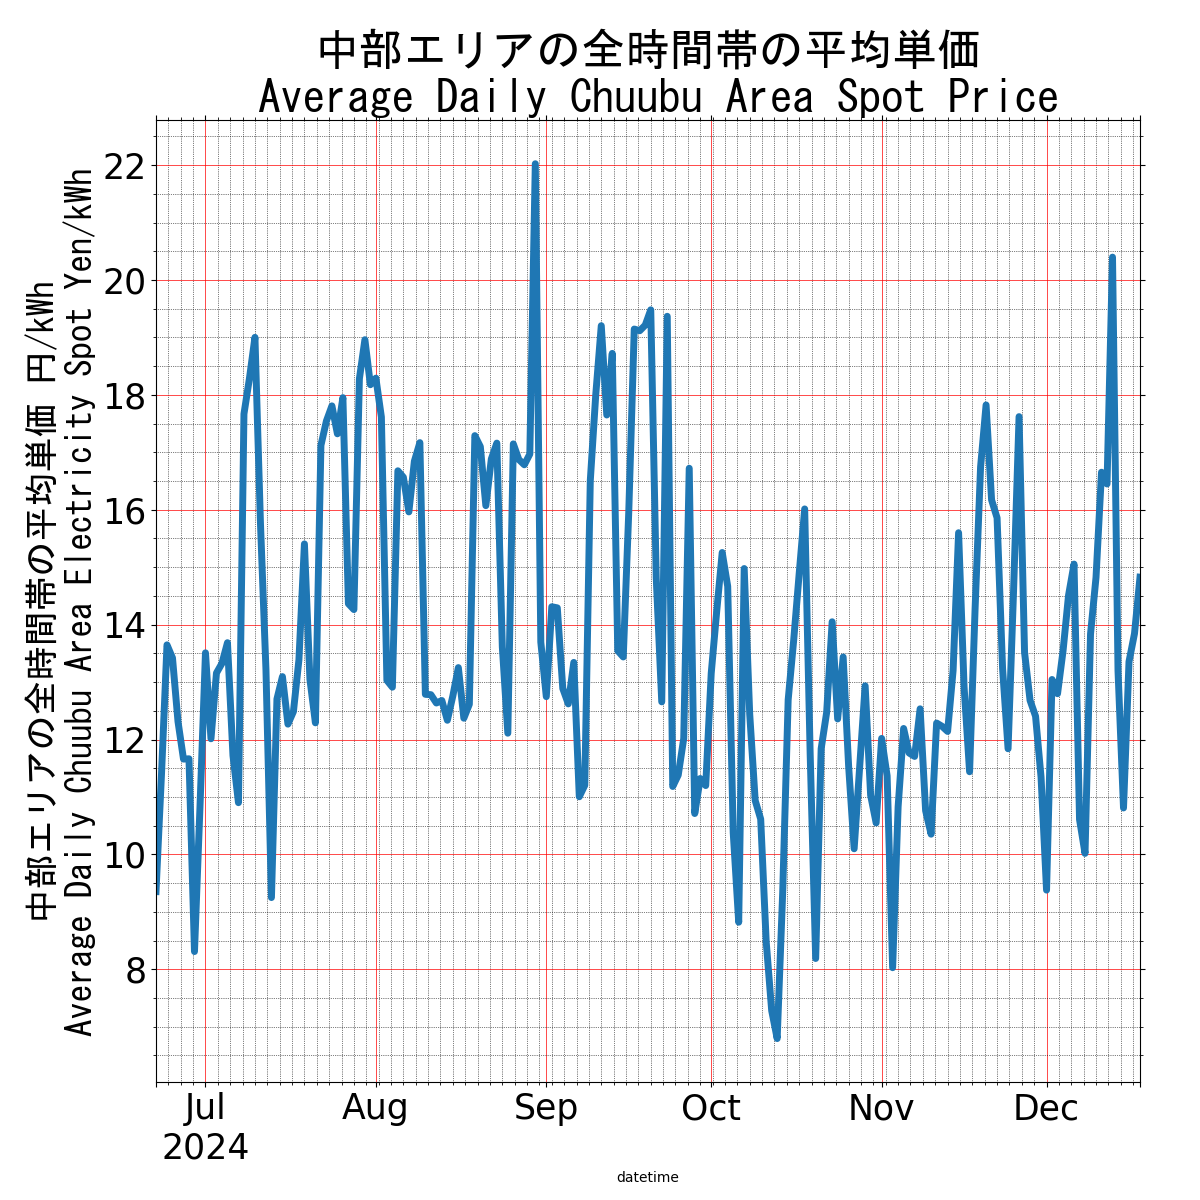 中部エリアの全時間帯の平均単価
Average Daily Chuubu Area Spot Price
中部エリアの全時間帯の平均単価 円/kWh
Average Daily Chuubu Area Electricity Spot Yen/kWh
22
20
18
16
14
12
10
8
Jul Aug Sep Oct Nov Dec
2024
datetime